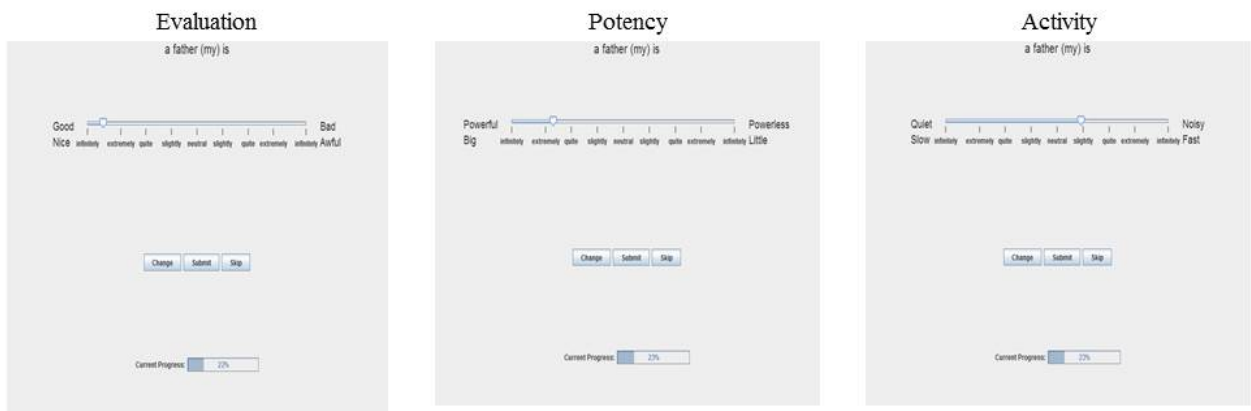 Evaluation
a father (my) is
Good Bad
Nice infinitely extremely quite slightly neutral slightly quite extremely infinitely Awful
Change Submit Skip
Current Progress: 23%
Potency
a father (my) is
Powerful Powerless
Big infinitely extremely quite slightly neutral slightly quite extremely infinitely Little
Change Submit Skip
Current Progress: 23%
Activity
a father (my) is
Quiet Noisy
Slow infinitely extremely quite slightly neutral slightly quite extremely infinitely Fast
Change Submit Skip
Current Progress: 23%